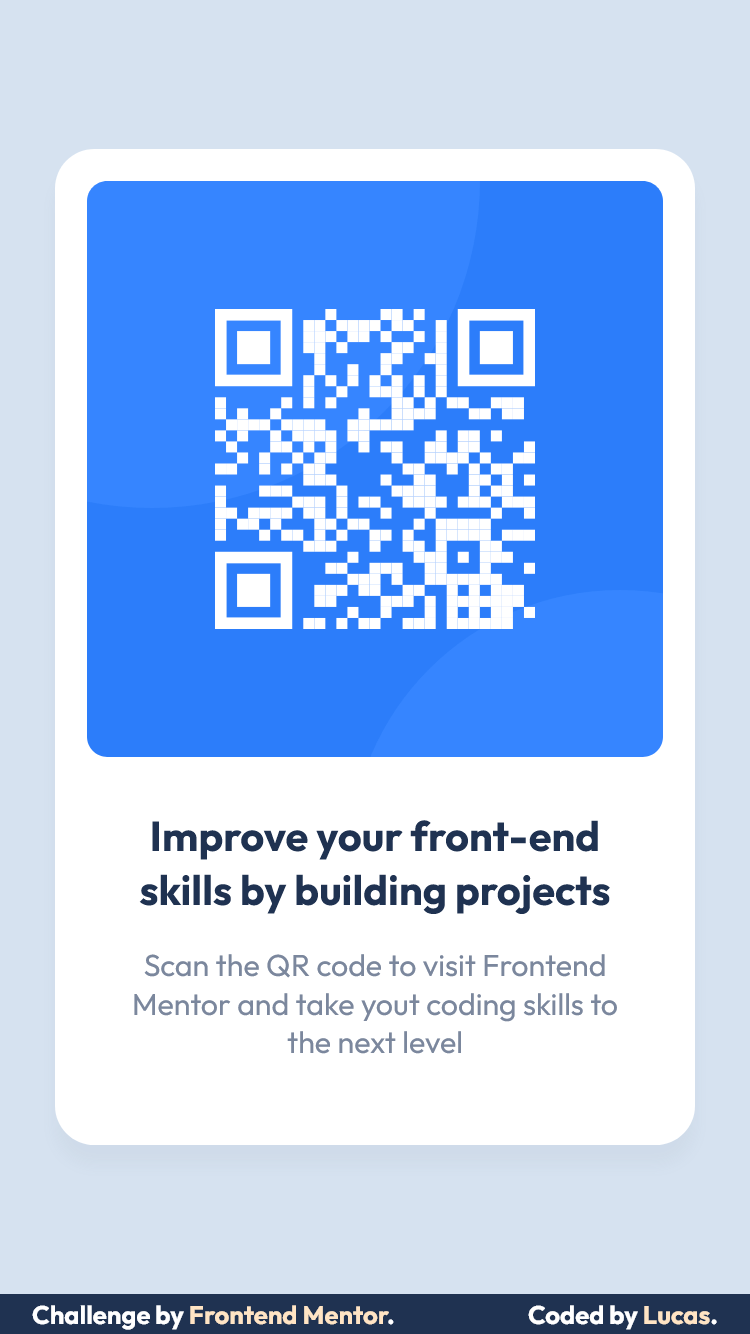 Improve your front-end
skills by building projects
Scan the QR code to visit Frontend
Mentor and take yout coding skills to
the next level
Challenge by Frontend Mentor.
Coded by Lucas.